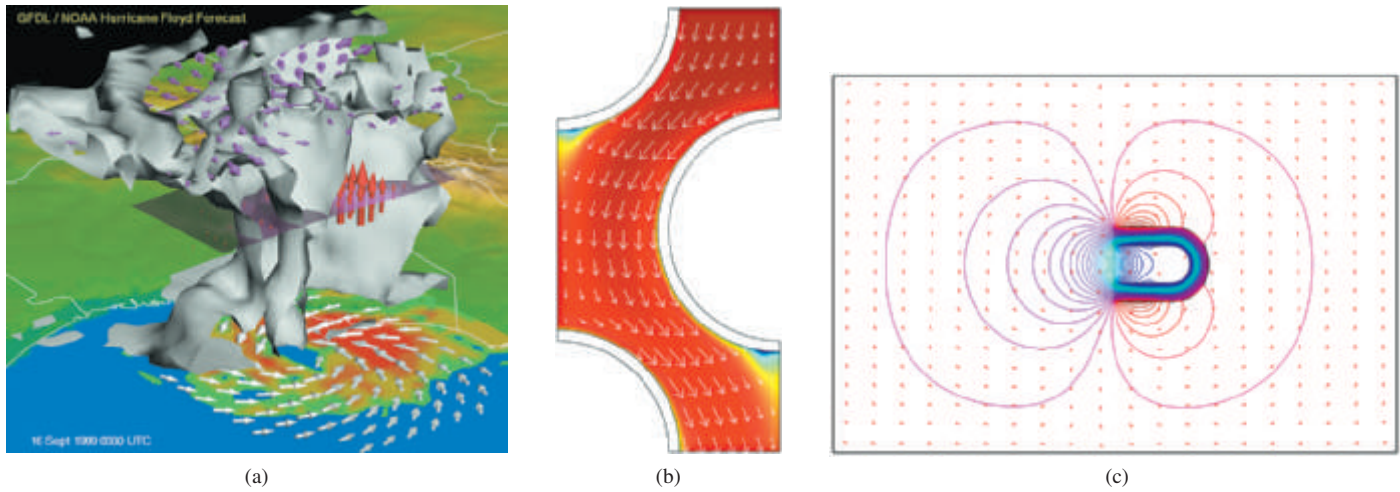 GFDL / NOAA Hurricane Floyd Forecast
16 Sept 1999 0000 UTC
(a)
(b)
(c)